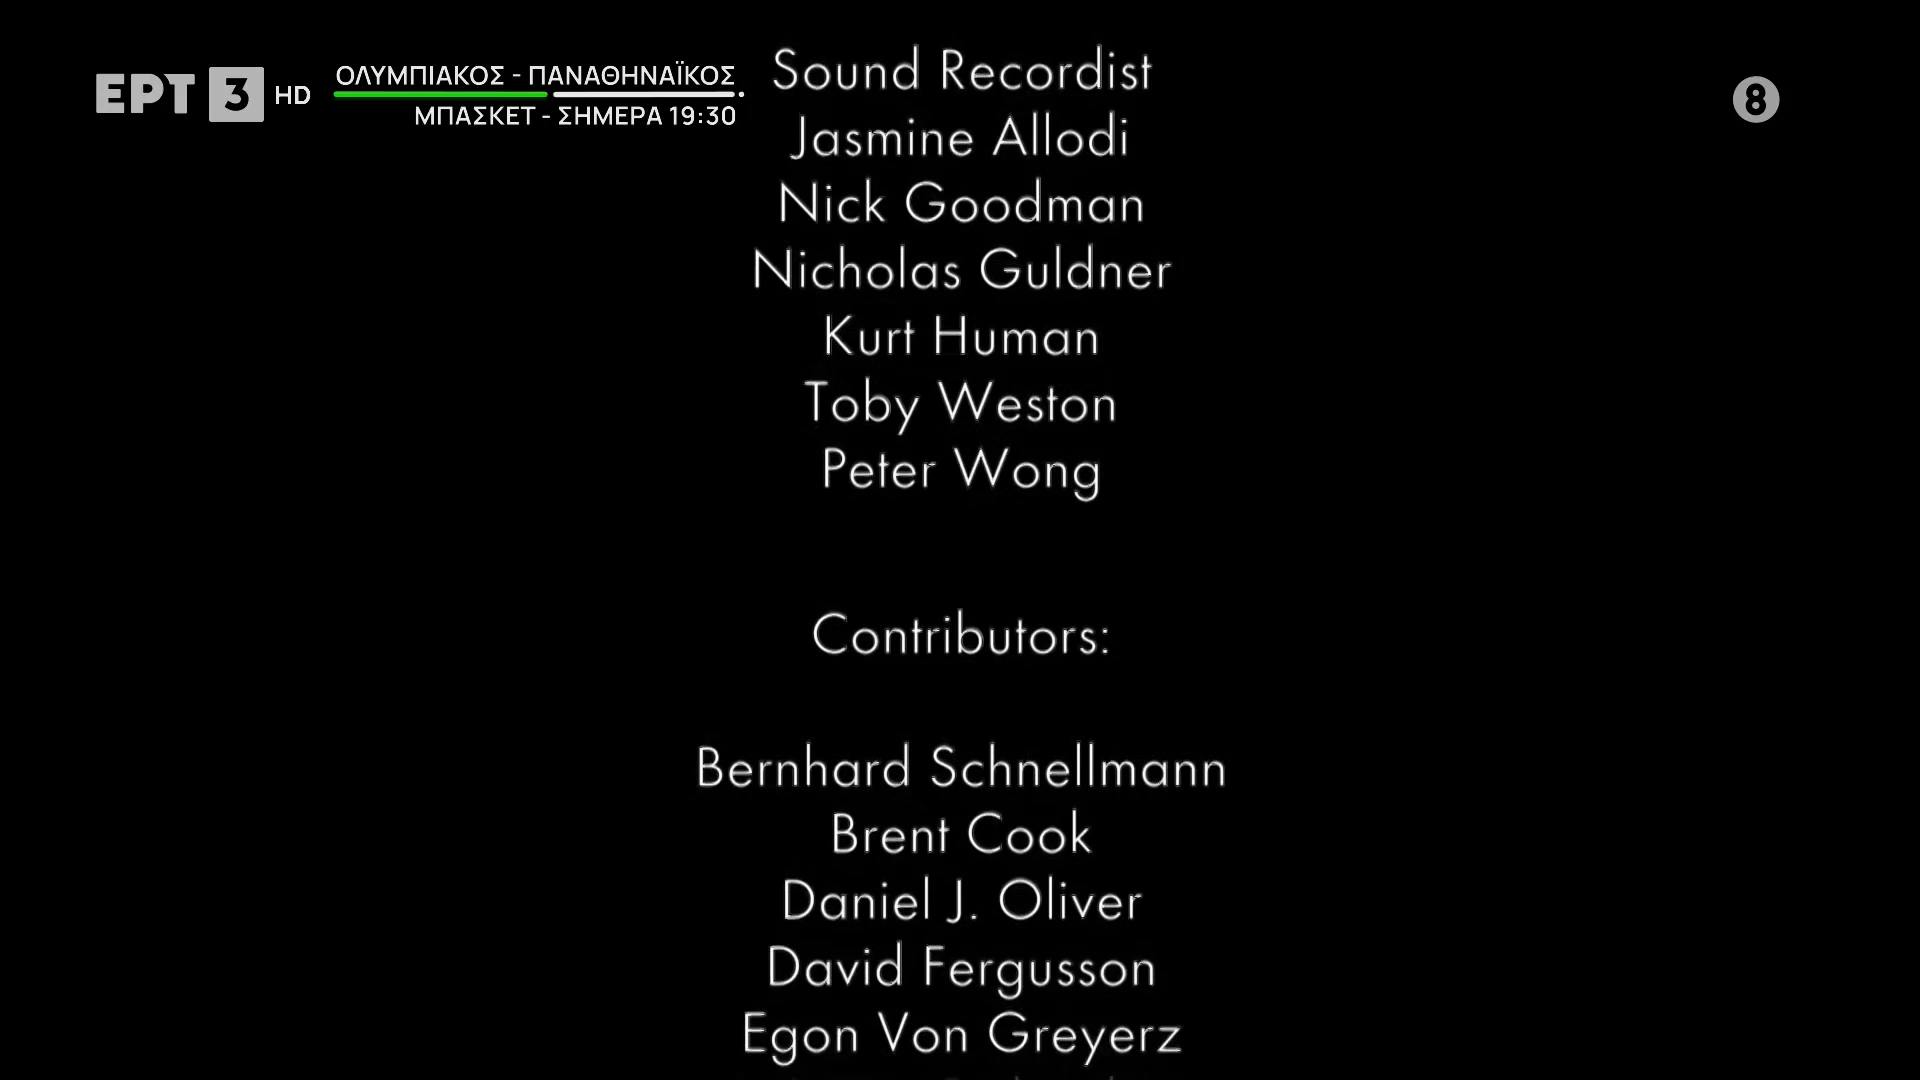 ΕΡΤ 3 HD
ΟΛΥΜΠΙΑΚΟΣ - ΠΑΝΑΘΗΝΑΪΚΟΣ
ΜΠΑΣΚΕΤ - ΣΗΜΕΡΑ 19:30
8
Sound Recordist
Jasmine Allodi
Nick Goodman
Nicholas Guldner
Kurt Human
Toby Weston
Peter Wong
Contributors:
Bernhard Schnellmann
Brent Cook
Daniel J. Oliver
David Fergusson
Egon Von Greyerz